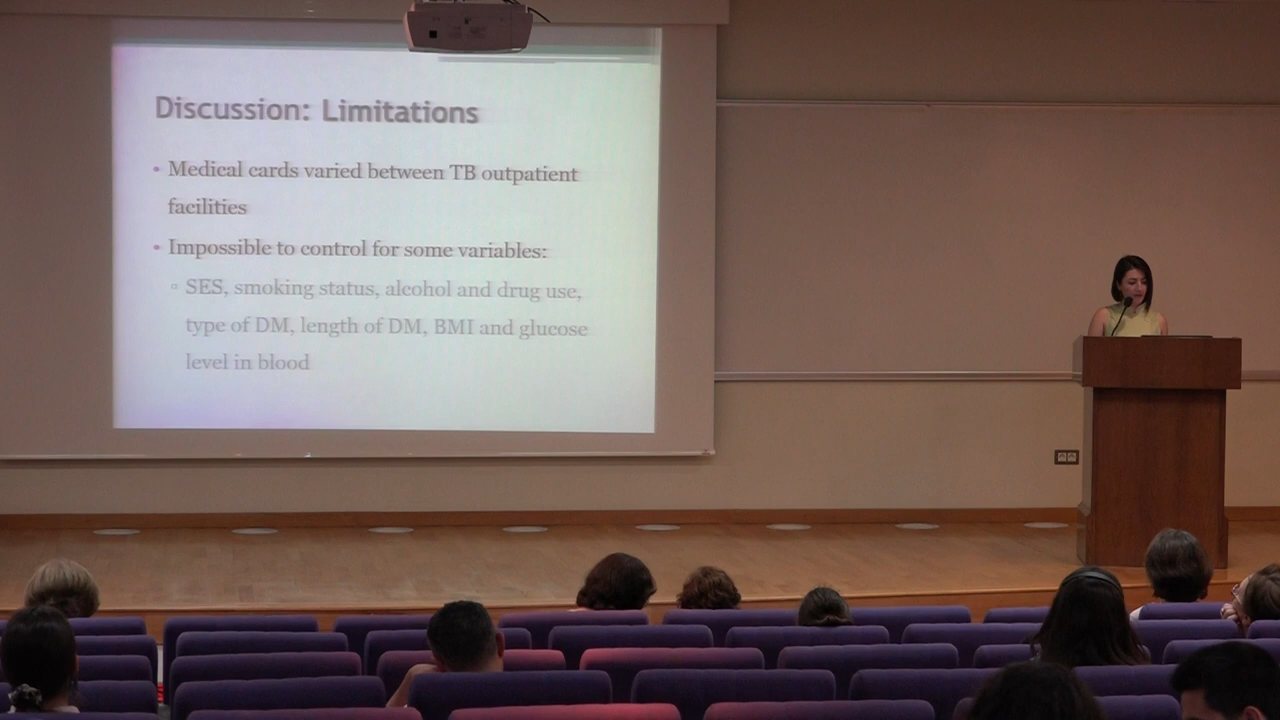 Discussion: Limitations
• Medical cards varied between TB outpatient
facilities
• Impossible to control for some variables:
▫ SES, smoking status, alcohol and drug use,
type of DM, length of DM, BMI and glucose
level in blood